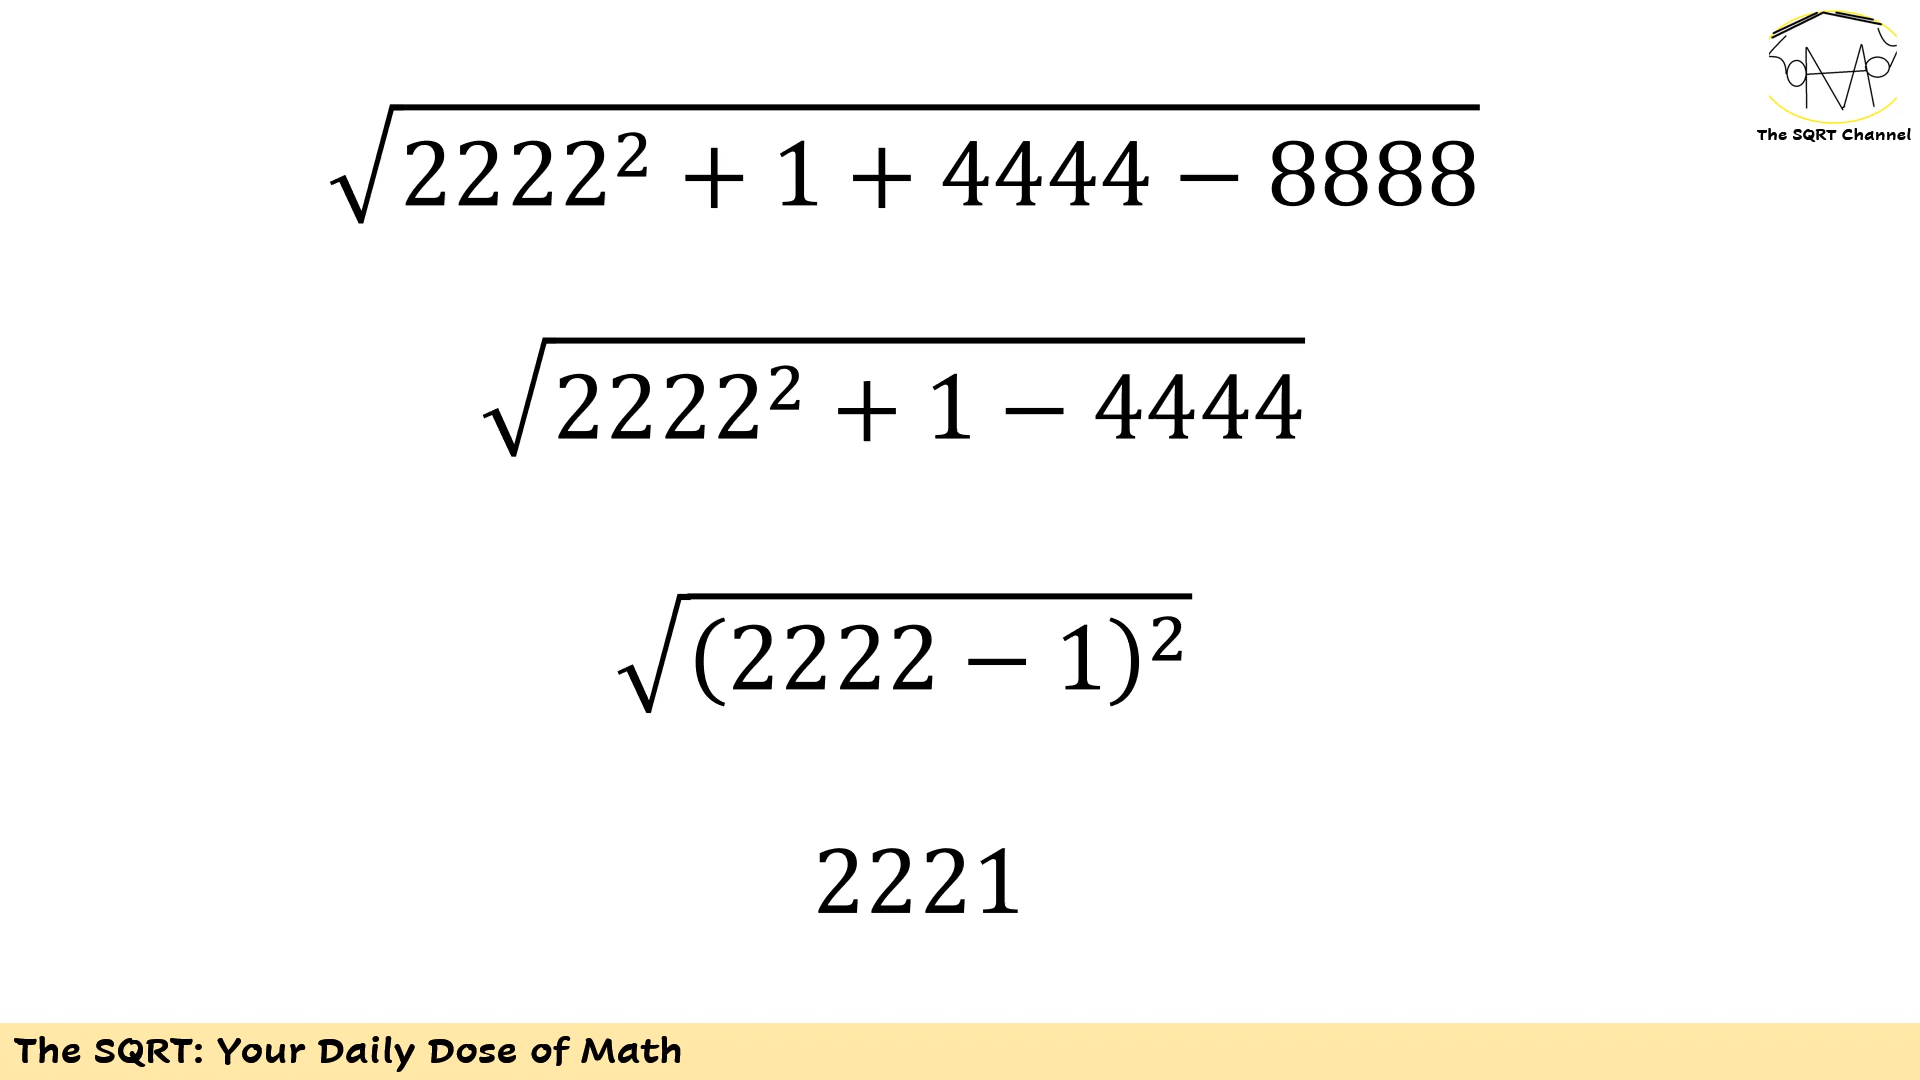 √2222² + 1 + 4444 − 8888
The SQRT Channel
√2222² + 1 − 4444
√(2222 − 1)²
2221
The SQRT: Your Daily Dose of Math